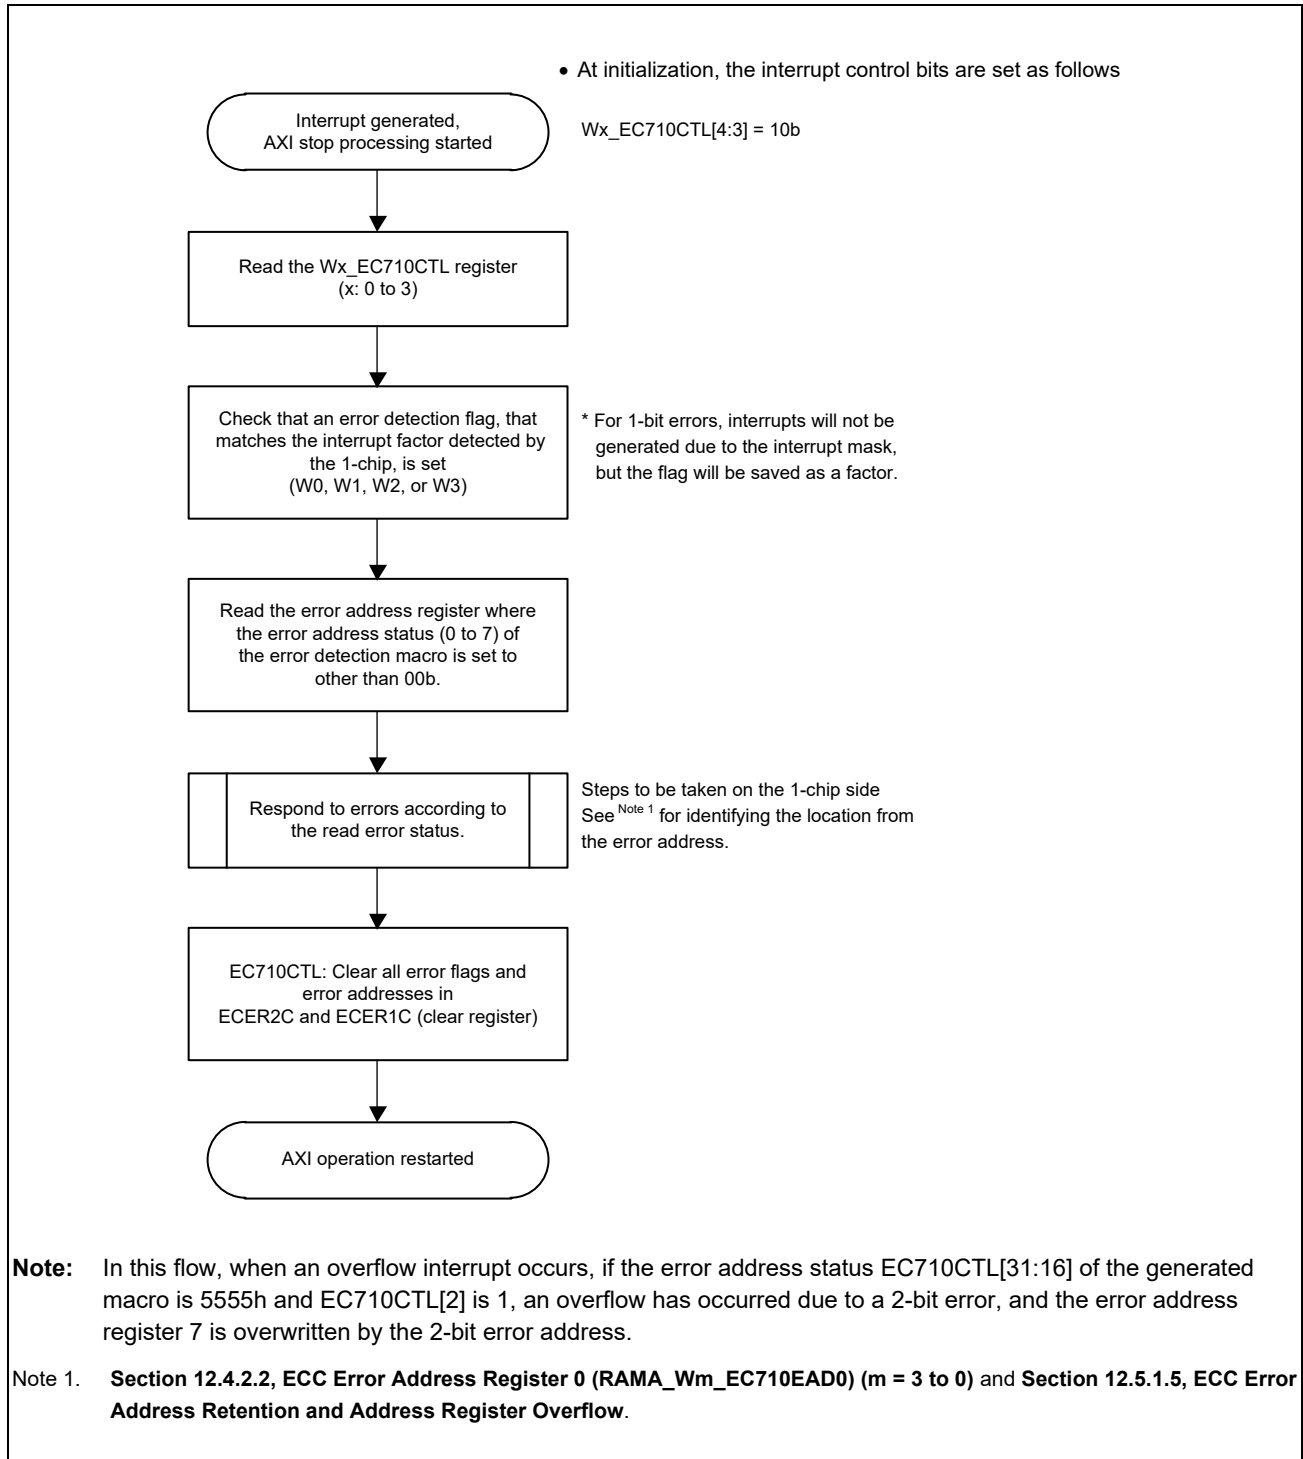 • At initialization, the interrupt control bits are set as follows
Interrupt generated,
AXI stop processing started
Wx_EC710CTL[4:3] = 10b
Read the Wx_EC710CTL register
(x: 0 to 3)
Check that an error detection flag, that
matches the interrupt factor detected by
the 1-chip, is set
(W0, W1, W2, or W3)
* For 1-bit errors, interrupts will not be
generated due to the interrupt mask,
but the flag will be saved as a factor.
Read the error address register where
the error address status (0 to 7) of
the error detection macro is set to
other than 00b.
Respond to errors according to
the read error status.
Steps to be taken on the 1-chip side
See Note 1 for identifying the location from
the error address.
EC710CTL: Clear all error flags and
error addresses in
ECER2C and ECER1C (clear register)
AXI operation restarted
Note: In this flow, when an overflow interrupt occurs, if the error address status EC710CTL[31:16] of the generated
macro is 5555h and EC710CTL[2] is 1, an overflow has occurred due to a 2-bit error, and the error address
register 7 is overwritten by the 2-bit error address.
Note 1. Section 12.4.2.2, ECC Error Address Register 0 (RAMA_Wm_EC710EAD0) (m = 3 to 0) and Section 12.5.1.5, ECC Error
Address Retention and Address Register Overflow.